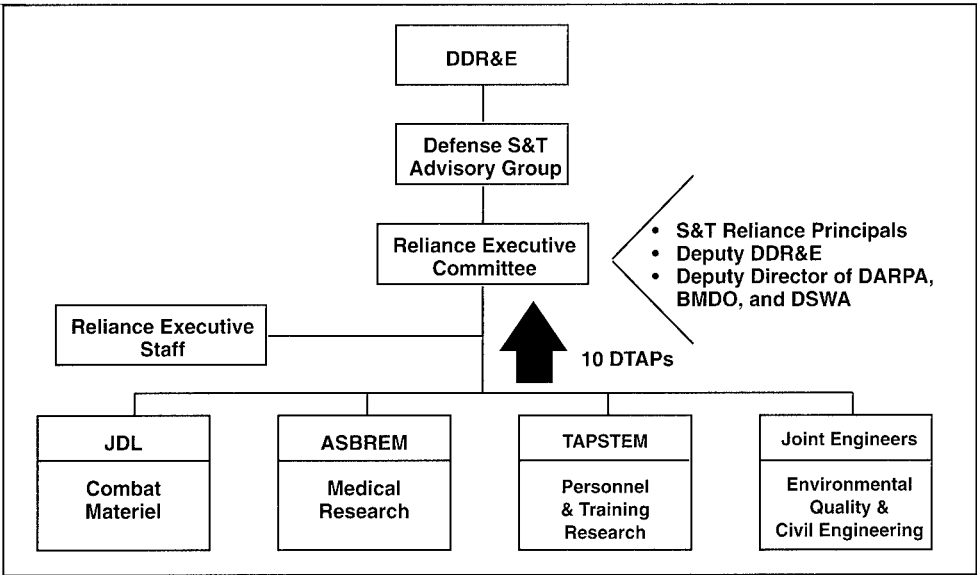 DDR&E
Defense S&T
Advisory Group
Reliance Executive
Committee
• S&T Reliance Principals
• Deputy DDR&E
• Deputy Director of DARPA,
BMDO, and DSWA
Reliance Executive
Staff
10 DTAPs
JDL
Combat
Materiel
ASBREM
Medical
Research
TAPSTEM
Personnel
& Training
Research
Joint Engineers
Environmental
Quality &
Civil Engineering